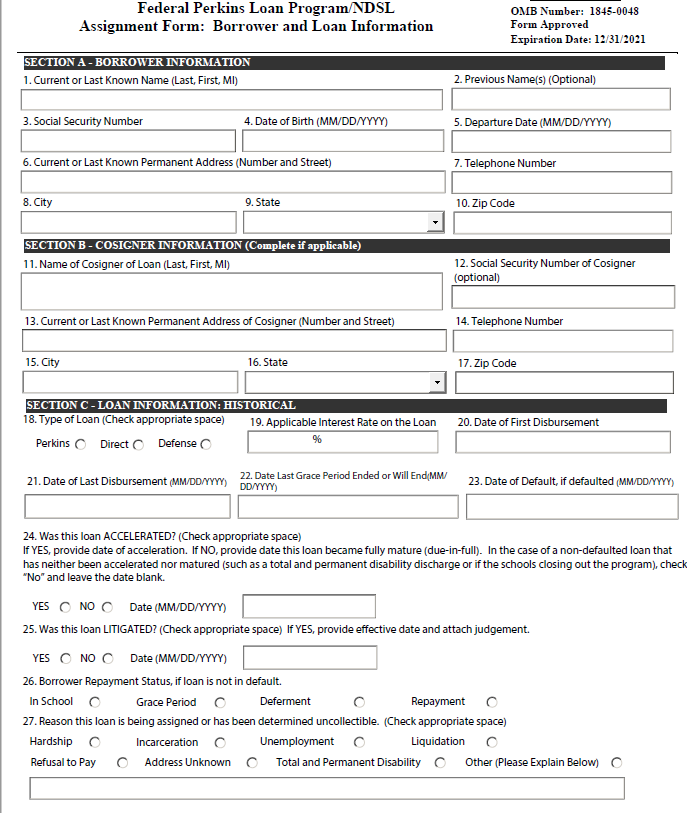 Federal Perkins Loan Program/NDSL
Assignment Form: Borrower and Loan Information
OMB Number: 1845-0048
Form Approved
Expiration Date: 12/31/2021
SECTION A - BORROWER INFORMATION
1. Current or Last Known Name (Last, First, MI)
2. Previous Name(s) (Optional)
3. Social Security Number
4. Date of Birth (MM/DD/YYYY)
5. Departure Date (MM/DD/YYYY)
6. Current or Last Known Permanent Address (Number and Street)
7. Telephone Number
8. City
9. State
10. Zip Code
SECTION B - COSIGNER INFORMATION (Complete if applicable)
11. Name of Cosigner of Loan (Last, First, MI)
12. Social Security Number of Cosigner
(optional)
13. Current or Last Known Permanent Address of Cosigner (Number and Street)
14. Telephone Number
15. City
16. State
17. Zip Code
SECTION C - LOAN INFORMATION: HISTORICAL
18. Type of Loan (Check appropriate space)
19. Applicable Interest Rate on the Loan
20. Date of First Disbursement
Perkins Direct Defense
%
21. Date of Last Disbursement (MM/DD/YYYY)
22. Date Last Grace Period Ended or Will End(MM/
DD/YYYY)
23. Date of Default, if defaulted (MM/DD/YYYY)
24. Was this loan ACCELERATED? (Check appropriate space)
If YES, provide date of acceleration. If NO, provide date this loan became fully mature (due-in-full). In the case of a non-defaulted loan that
has neither been accelerated nor matured (such as a total and permanent disability discharge or if the schools closing out the program), check
"No" and leave the date blank.
YES NO Date (MM/DD/YYYY)
25. Was this loan LITIGATED? (Check appropriate space) If YES, provide effective date and attach judgement.
YES NO Date (MM/DD/YYYY)
26. Borrower Repayment Status, if loan is not in default.
In School Grace Period Deferment Repayment
27. Reason this loan is being assigned or has been determined uncollectible. (Check appropriate space)
Hardship Incarceration Unemployment Liquidation
Refusal to Pay Address Unknown Total and Permanent Disability Other (Please Explain Below)